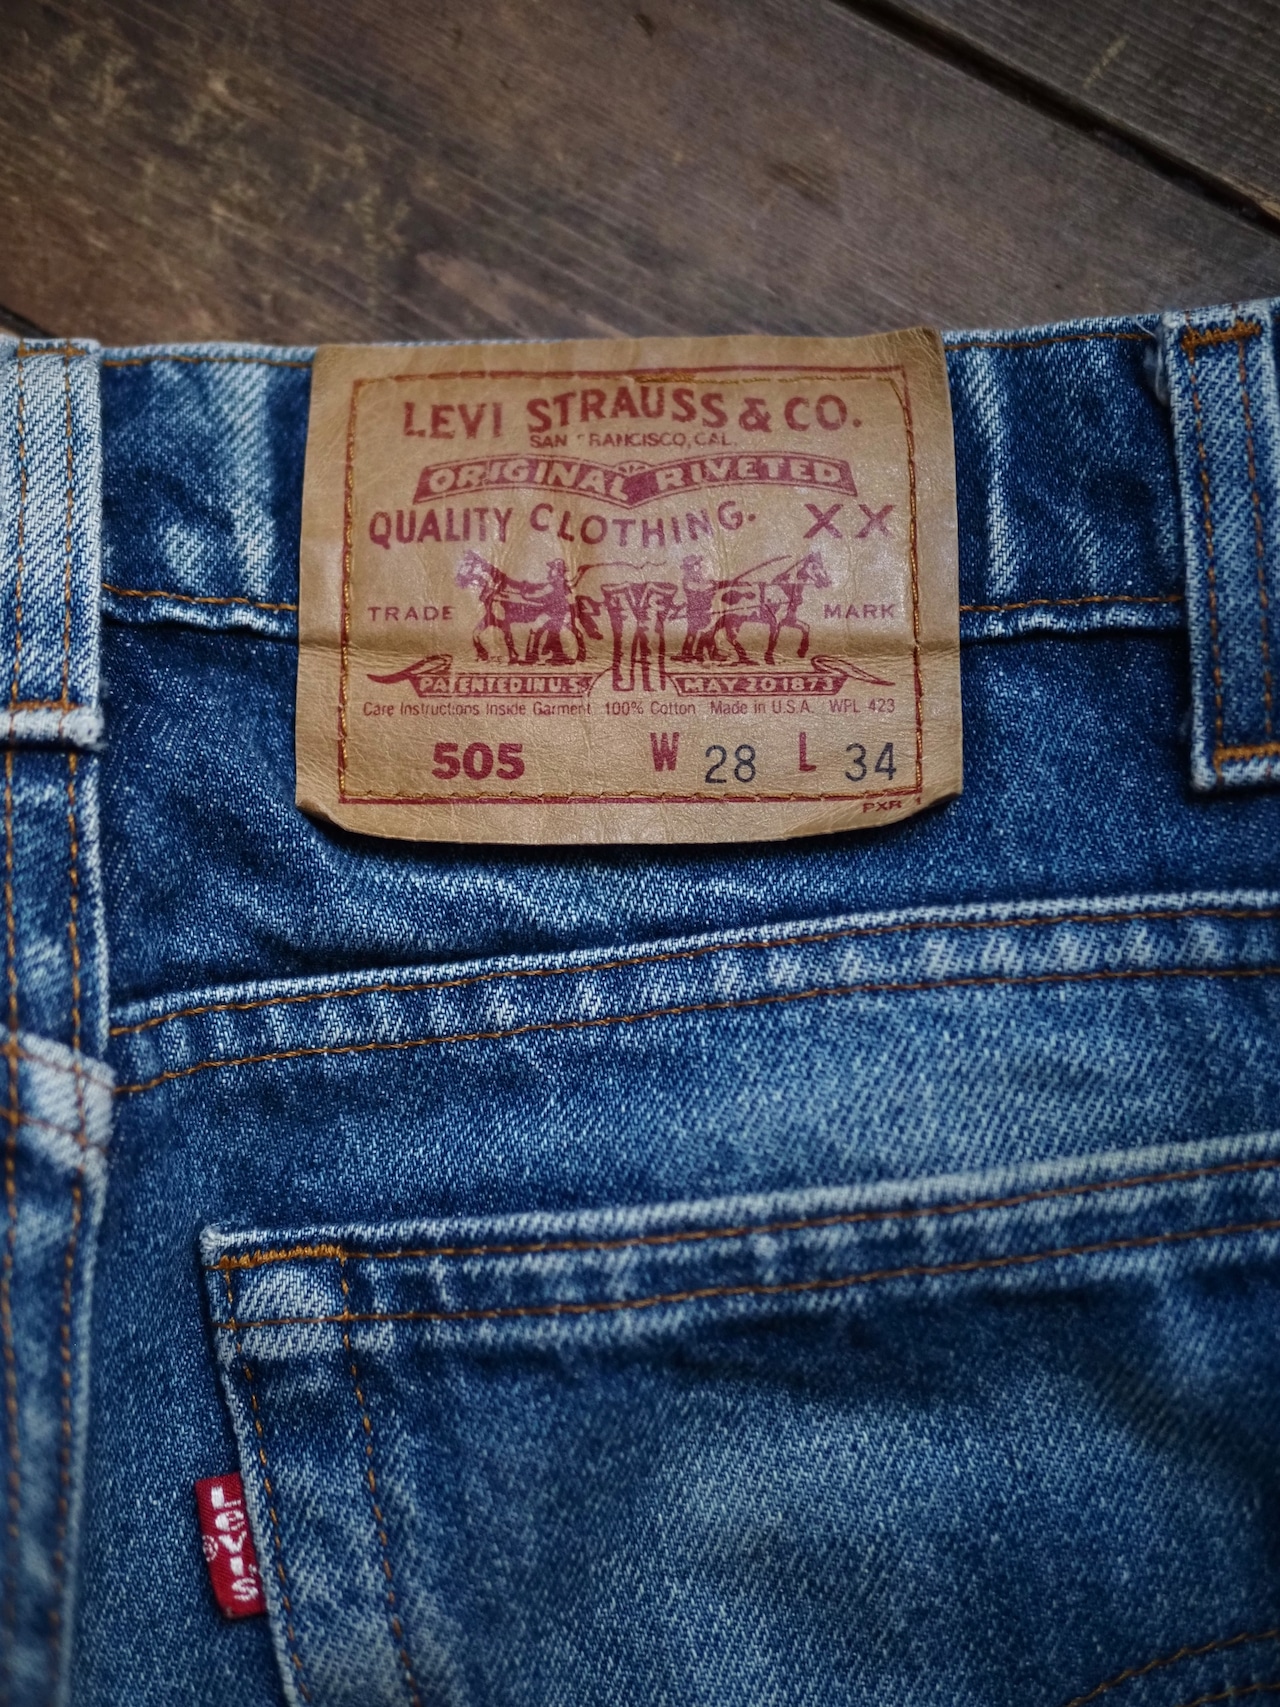 LEVI STRAUSS & CO.
SAN FRANCISCO, CAL.
ORIGINAL RIVETED
QUALITY CLOTHING. XX
TRADE MARK
PATENTED IN U.S. MAY 20 1873
Care Instructions Inside Garment 100% Cotton Made in U.S.A. WPL 423
505 W 28 L 34
PXR 1
LEVI'S ®